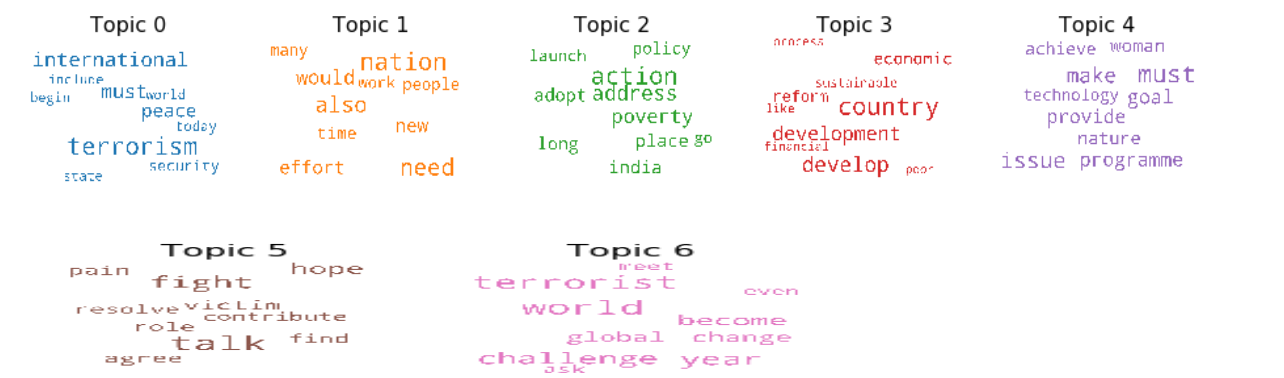 Topic 0
international
include
begin must world
peace
today
terrorism
security
state
Topic 1
many
nation
would work people
also
time new
effort need
Topic 2
launch policy
action
adopt address
poverty
long place go
india
Topic 3
process
economic
sustainable
reform
like country
development
financial
develop poor
Topic 4
achieve woman
make must
technology goal
provide
nature
issue programme
Topic 5
pain hope
fight
resolve victim
contribute
role
talk find
agree
Topic 6
meet
terrorist
even
world
become
global change
challenge year
ask